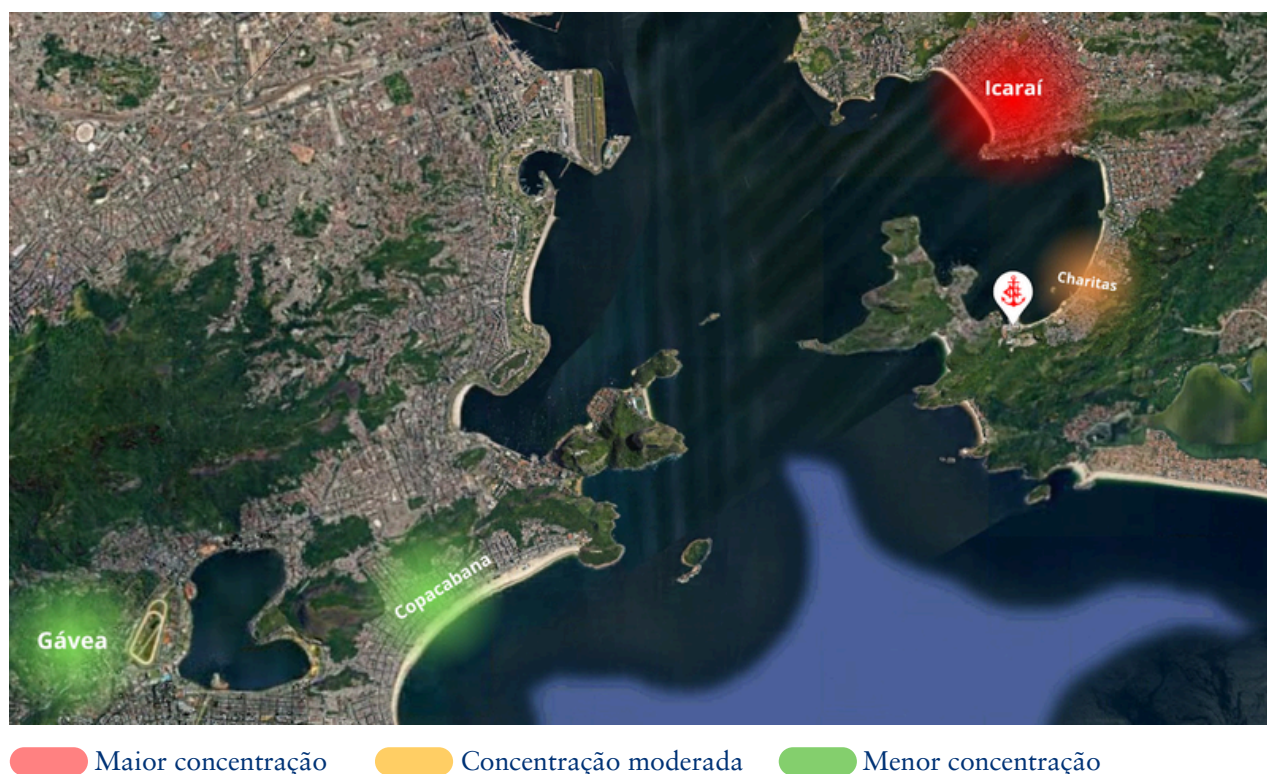 Icaraí
Charitas
Copacabana
Gávea
Maior concentração
Concentração moderada
Menor concentração